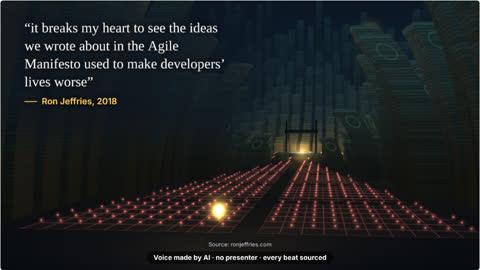 “it breaks my heart to see the ideas
we wrote about in the Agile
Manifesto used to make developers’
lives worse”
— Ron Jeffries, 2018
Source: ronjeffries.com
Voice made by AI · no presenter · every beat sourced